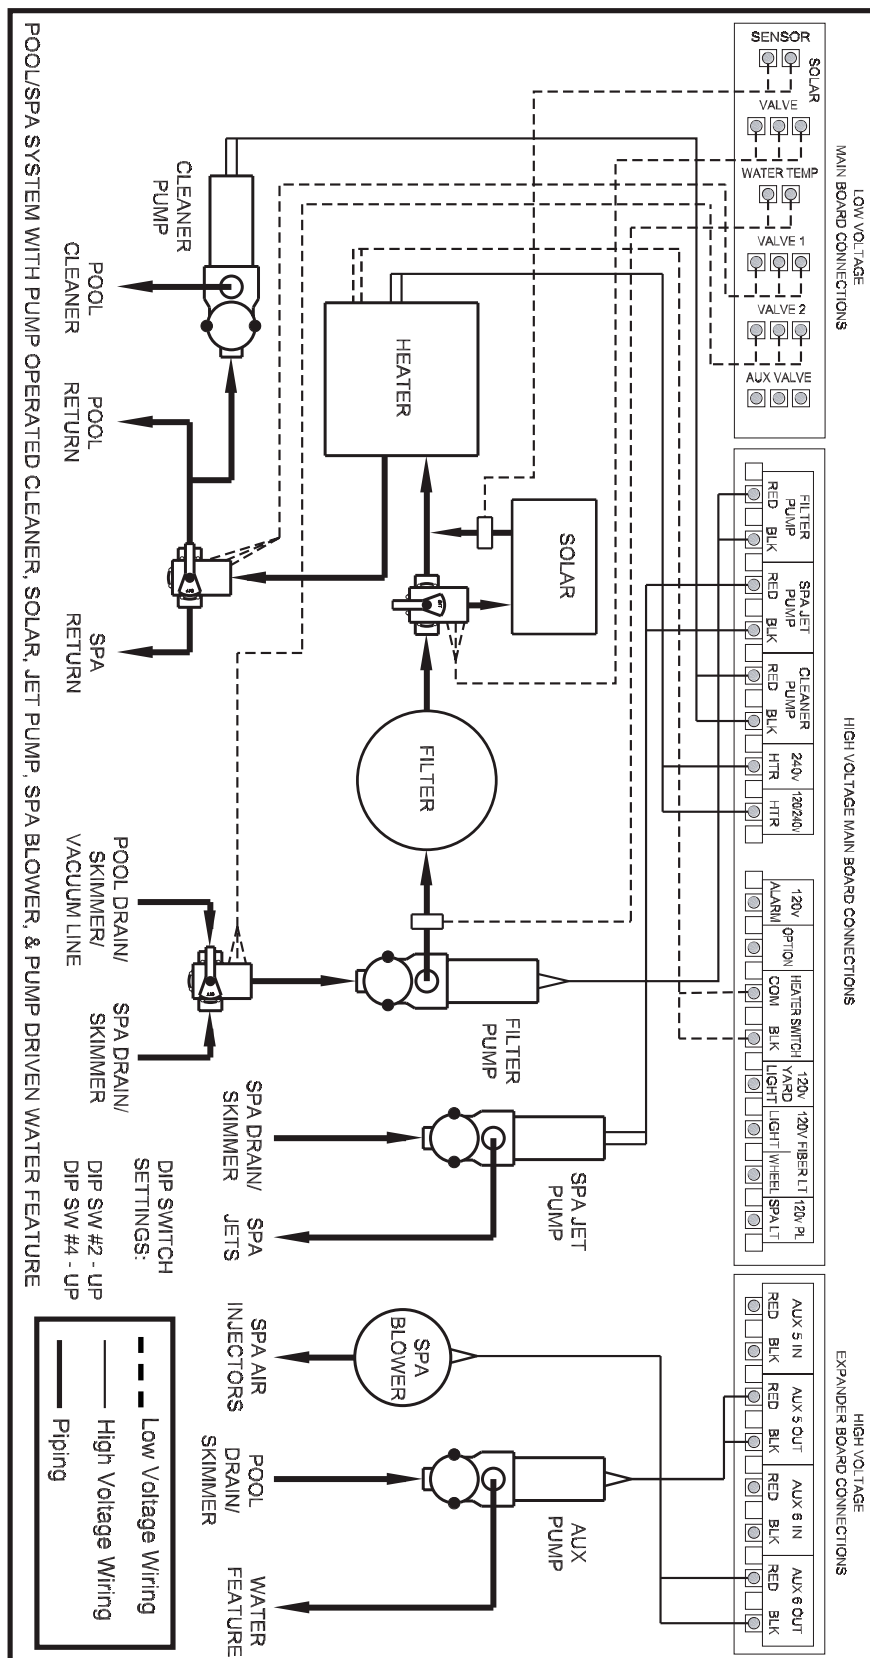 LOW VOLTAGE
MAIN BOARD CONNECTIONS
SOLAR
SENSOR
VALVE
WATER TEMP
VALVE 1
VALVE 2
AUX VALVE
HIGH VOLTAGE MAIN BOARD CONNECTIONS
FILTER
PUMP
RED BLK
SPA JET
PUMP
RED BLK
CLEANER
PUMP
RED BLK
240v
HTR
120/240v
HTR
120v
ALARM
OPTION
HEATER SWITCH
COM BLK
120v
YARD
LIGHT
120V FIBER LT
LIGHT WHEEL
120v PL
SPA LT
HIGH VOLTAGE
EXPANDER BOARD CONNECTIONS
AUX 5 IN
RED BLK
AUX 5 OUT
RED BLK
AUX 6 IN
RED BLK
AUX 6 OUT
RED BLK
SOLAR
HEATER
FILTER
CLEANER
PUMP
FILTER
PUMP
SPA JET
PUMP
SPA
BLOWER
AUX
PUMP
POOL
CLEANER
POOL
RETURN
SPA
RETURN
POOL DRAIN/
SKIMMER/
VACUUM LINE
SPA DRAIN/
SKIMMER
SPA DRAIN/
SKIMMER
SPA
JETS
SPA AIR
INJECTORS
POOL
DRAIN/
SKIMMER
WATER
FEATURE
DIP SWITCH
SETTINGS:
DIP SW #2 - UP
DIP SW #4 - UP
Low Voltage Wiring
High Voltage Wiring
Piping
POOL/SPA SYSTEM WITH PUMP OPERATED CLEANER, SOLAR, JET PUMP, SPA BLOWER, & PUMP DRIVEN WATER FEATURE